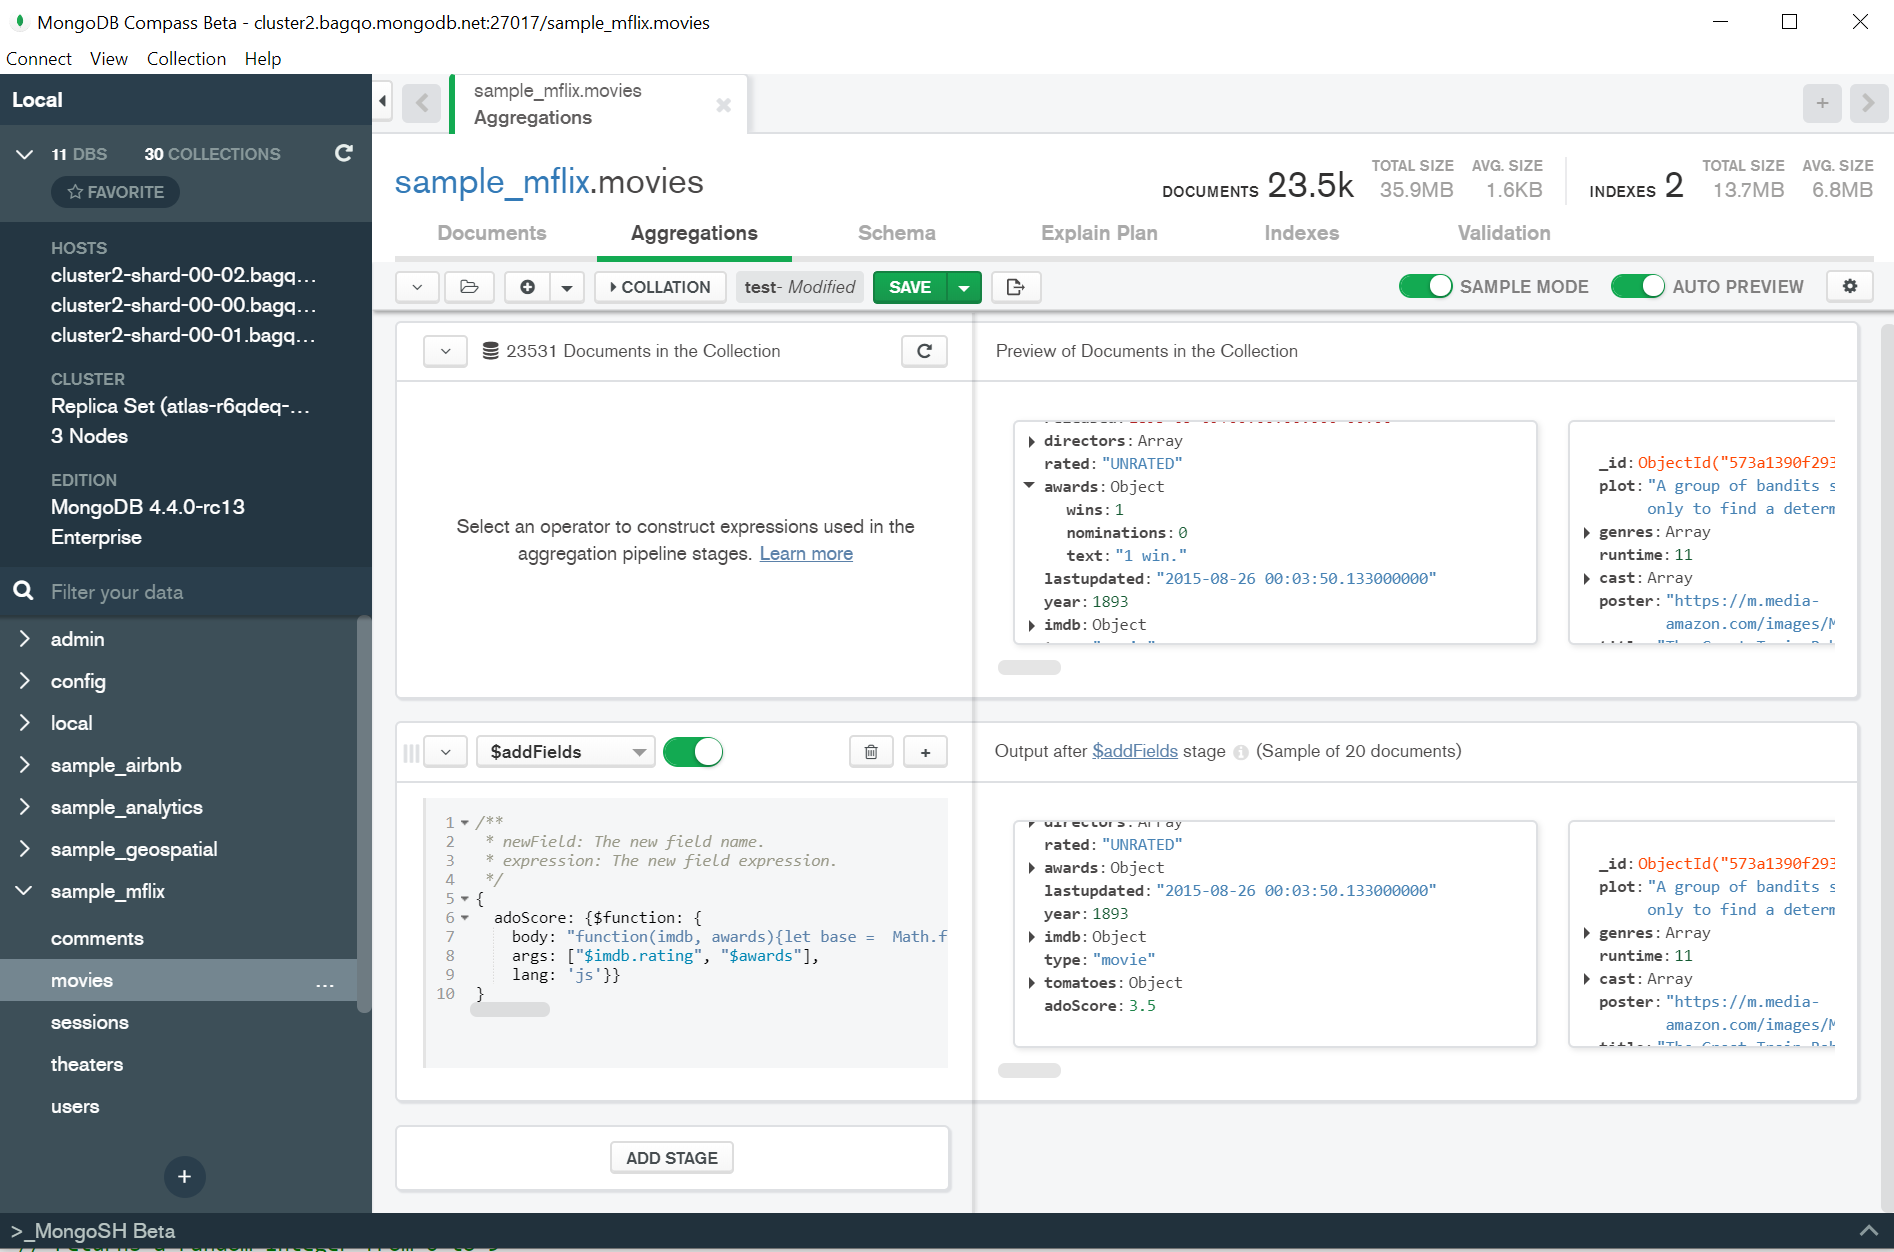 MongoDB Compass Beta - cluster2.bagqo.mongodb.net:27017/sample_mflix.movies
Connect View Collection Help
Local
11 DBS 30 COLLECTIONS
FAVORITE
HOSTS
cluster2-shard-00-02.bagq...
cluster2-shard-00-00.bagq...
cluster2-shard-00-01.bagq...
CLUSTER
Replica Set (atlas-r6qdeq-...
3 Nodes
EDITION
MongoDB 4.4.0-rc13
Enterprise
Filter your data
admin
config
local
sample_airbnb
sample_analytics
sample_geospatial
sample_mflix
comments
movies ...
sessions
theaters
users
+
sample_mflix.movies
Aggregations
sample_mflix.movies
DOCUMENTS 23.5k
TOTAL SIZE
35.9MB
AVG. SIZE
1.6KB
INDEXES 2
TOTAL SIZE
13.7MB
AVG. SIZE
6.8MB
Documents Aggregations Schema Explain Plan Indexes Validation
COLLATION
test- Modified
SAVE
SAMPLE MODE
AUTO PREVIEW
23531 Documents in the Collection
Preview of Documents in the Collection
Select an operator to construct expressions used in the
aggregation pipeline stages. Learn more
directors: Array
rated: "UNRATED"
awards: Object
wins: 1
nominations: 0
text: "1 win."
lastupdated: "2015-08-26 00:03:50.133000000"
year: 1893
imdb: Object
_id: ObjectId("573a1390f293
plot: "A group of bandits s
only to find a determ
genres: Array
runtime: 11
cast: Array
poster: "https://m.media-
amazon.com/images/M
$addFields
Output after $addFields stage (Sample of 20 documents)
1 /**
2 * newField: The new field name.
3 * expression: The new field expression.
4 */
5 {
6 adoScore: {$function: {
7 body: "function(imdb, awards){let base = Math.f
8 args: ["$imdb.rating", "$awards"],
9 lang: 'js'}}
10 }
directors: Array
rated: "UNRATED"
awards: Object
lastupdated: "2015-08-26 00:03:50.133000000"
year: 1893
imdb: Object
type: "movie"
tomatoes: Object
adoScore: 3.5
_id: ObjectId("573a1390f293
plot: "A group of bandits s
only to find a determ
genres: Array
runtime: 11
cast: Array
poster: "https://m.media-
amazon.com/images/M
ADD STAGE
>_MongoSH Beta